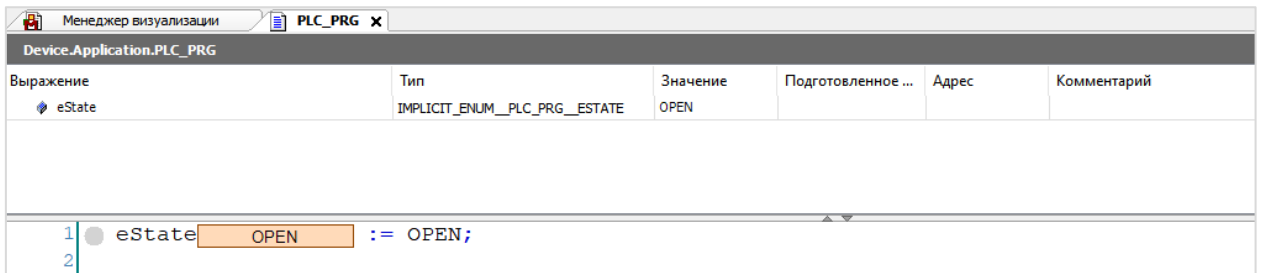 Менеджер визуализации PLC_PRG X
Device.Application.PLC_PRG
Выражение Тип Значение Подготовленное ... Адрес Комментарий
eState IMPLICIT_ENUM__PLC_PRG__ESTATE OPEN
1 eState OPEN := OPEN;
2